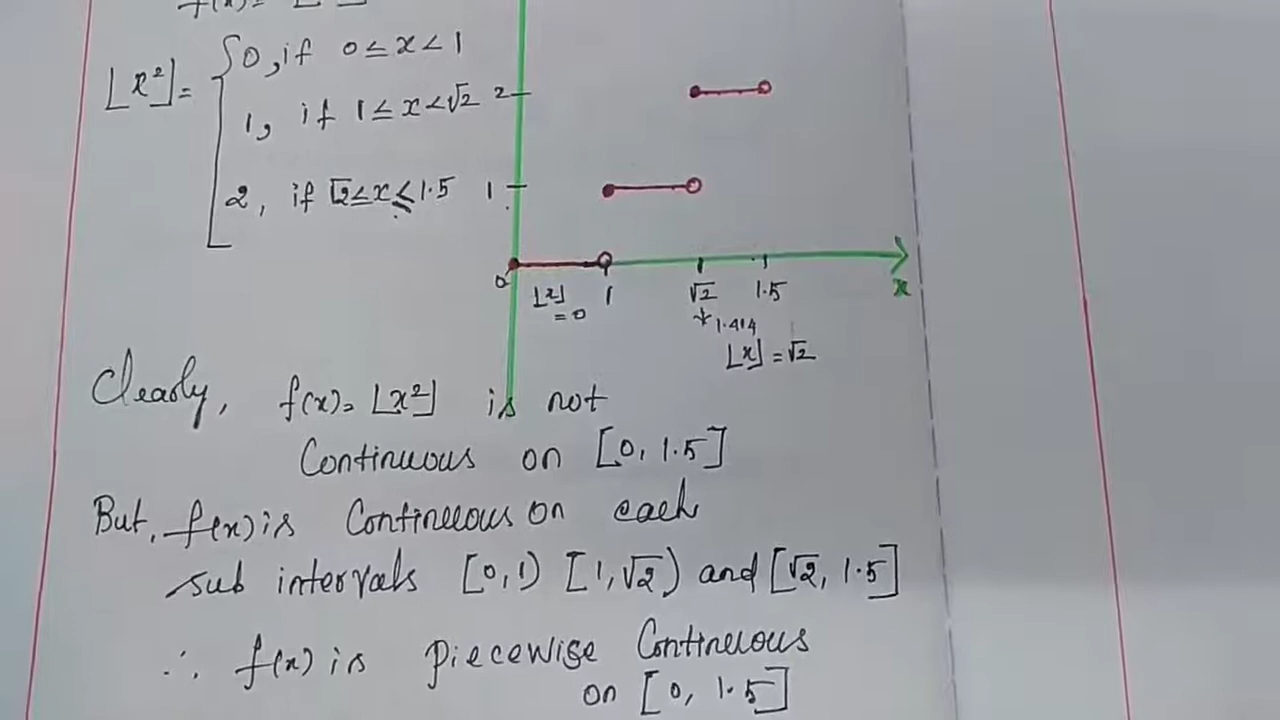 f(x)=
⌊x²⌋= { 0, if 0≤x<1
1, if 1≤x<√2
2, if √2≤x≤1.5
2
1
0
⌊x²⌋
=0
1
√2
1.414
1.5
⌊x⌋=√2
x
Clearly, f(x)= ⌊x²⌋ is not
Continuous on [0, 1.5]
But, f(x) is Continuous on each
sub intervals [0,1) [1,√2) and [√2, 1.5]
∴ f(x) is Piecewise Continuous
on [0, 1.5]